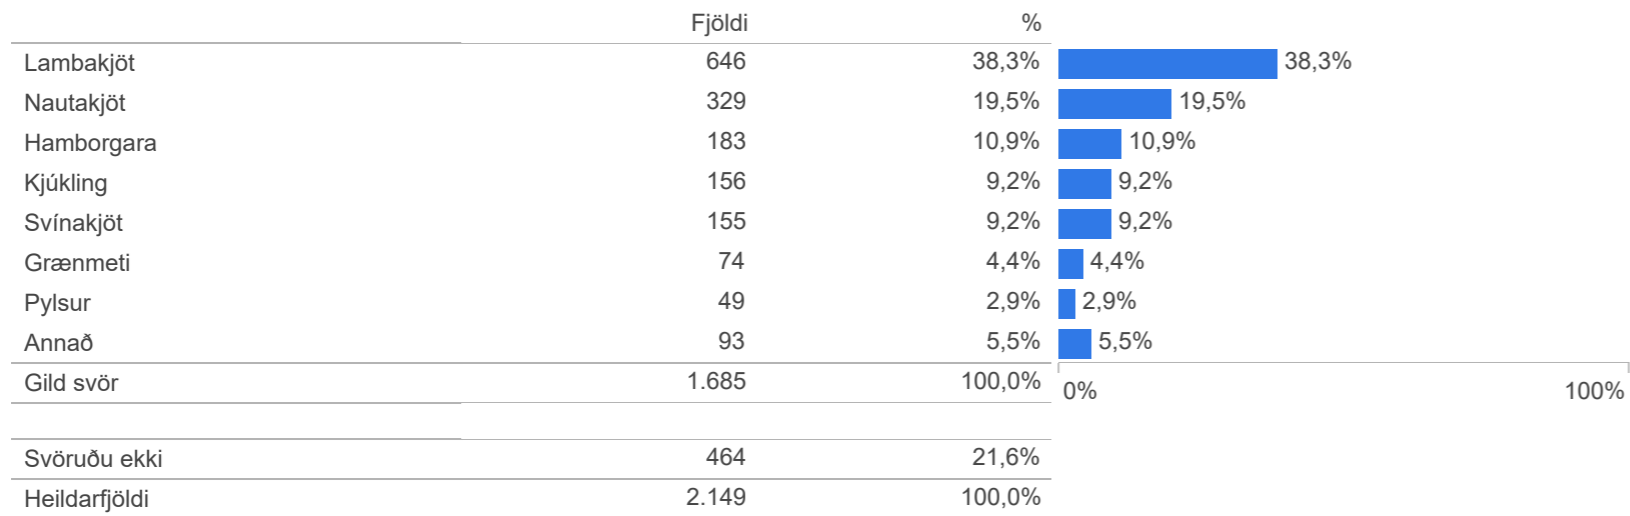 Fjöldi %
Lambakjöt 646 38,3% 38,3%
Nautakjöt 329 19,5% 19,5%
Hamborgara 183 10,9% 10,9%
Kjúkling 156 9,2% 9,2%
Svínakjöt 155 9,2% 9,2%
Grænmeti 74 4,4% 4,4%
Pylsur 49 2,9% 2,9%
Annað 93 5,5% 5,5%
Gild svör 1.685 100,0% 0% 100%
Svöruðu ekki 464 21,6%
Heildarfjöldi 2.149 100,0%